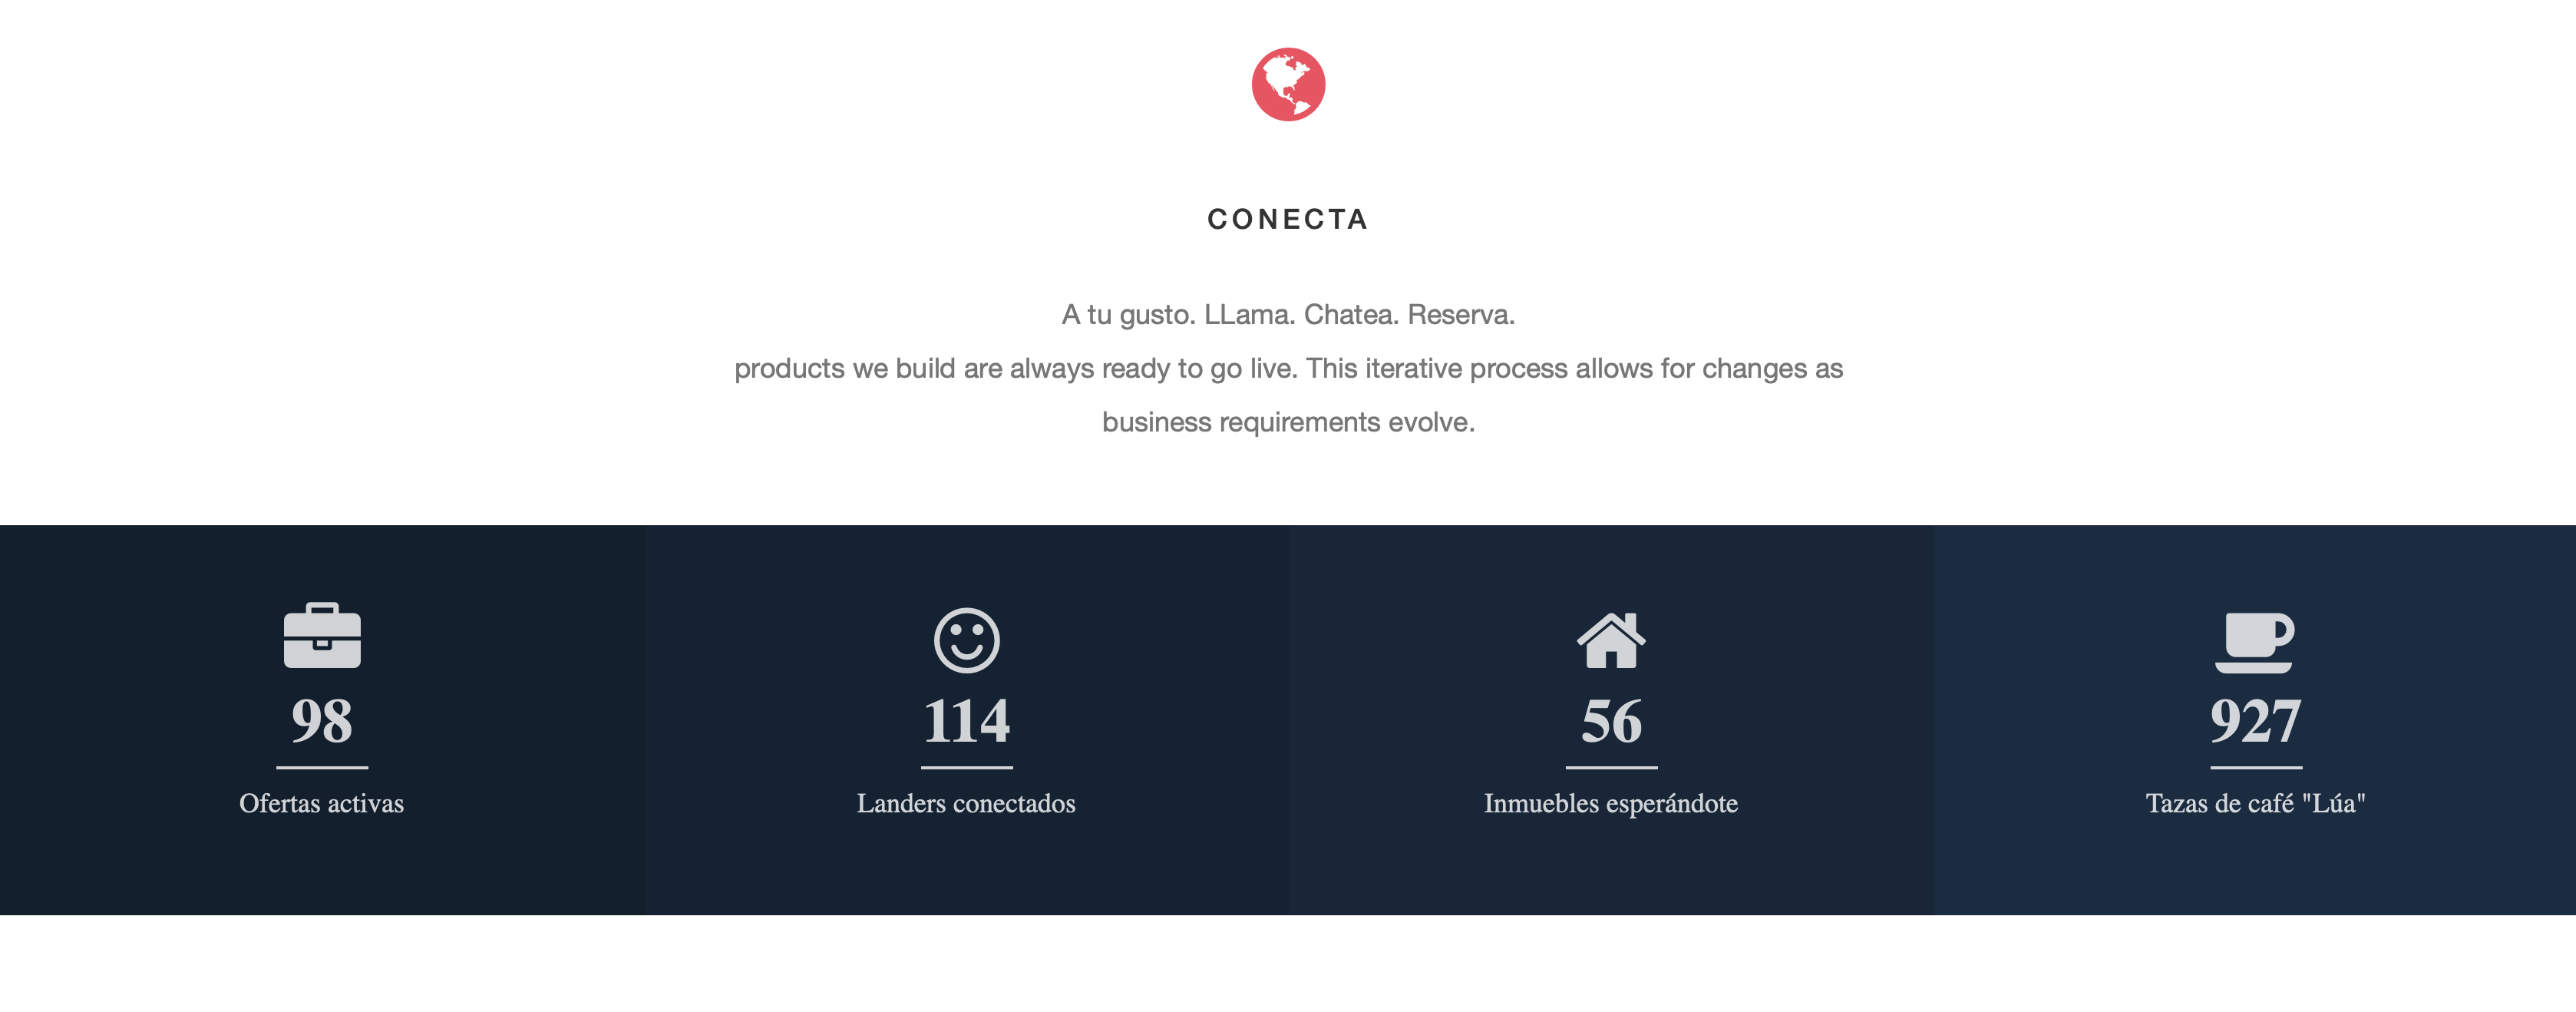 CONECTA
A tu gusto. LLama. Chatea. Reserva.
products we build are always ready to go live. This iterative process allows for changes as
business requirements evolve.
98
Ofertas activas
114
Landers conectados
56
Inmuebles esperándote
927
Tazas de café "Lúa"